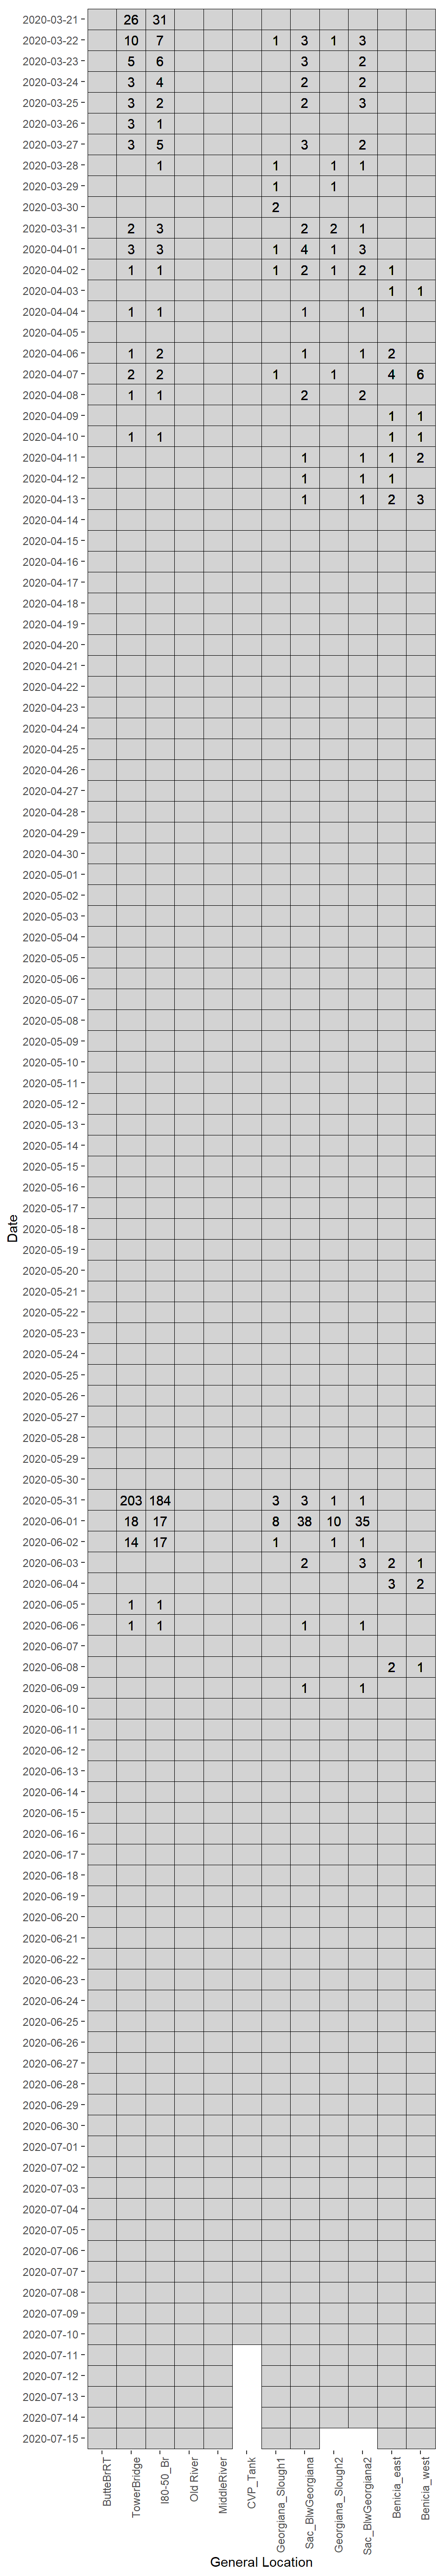 2020-03-21 26 31
2020-03-22 10 7 1 3 1 3
2020-03-23 5 6 3 2
2020-03-24 3 4 2 2
2020-03-25 3 2 2 3
2020-03-26 3 1
2020-03-27 3 5 3 2
2020-03-28 1 1 1 1
2020-03-29 1 1
2020-03-30 2
2020-03-31 2 3 2 2 1
2020-04-01 3 3 1 4 1 3
2020-04-02 1 1 1 2 1 2 1
2020-04-03 1 1
2020-04-04 1 1 1 1
2020-04-05
2020-04-06 1 2 1 1 2
2020-04-07 2 2 1 1 4 6
2020-04-08 1 1 2 2
2020-04-09 1 1
2020-04-10 1 1 1 1
2020-04-11 1 1 1 2
2020-04-12 1 1 1
2020-04-13 1 1 2 3
2020-04-14
2020-04-15
2020-04-16
2020-04-17
2020-04-18
2020-04-19
2020-04-20
2020-04-21
2020-04-22
2020-04-23
2020-04-24
2020-04-25
2020-04-26
2020-04-27
2020-04-28
2020-04-29
2020-04-30
2020-05-01
2020-05-02
2020-05-03
2020-05-04
2020-05-05
2020-05-06
2020-05-07
2020-05-08
2020-05-09
2020-05-10
2020-05-11
2020-05-12
2020-05-13
2020-05-14
2020-05-15
2020-05-16
2020-05-17
2020-05-18
2020-05-19
2020-05-20
2020-05-21
2020-05-22
2020-05-23
2020-05-24
2020-05-25
2020-05-26
2020-05-27
2020-05-28
2020-05-29
2020-05-30
2020-05-31 203 184 3 3 1 1
2020-06-01 18 17 8 38 10 35
2020-06-02 14 17 1 1 1
2020-06-03 2 3 2 1
2020-06-04 3 2
2020-06-05 1 1
2020-06-06 1 1 1 1
2020-06-07
2020-06-08 2 1
2020-06-09 1 1
2020-06-10
2020-06-11
2020-06-12
2020-06-13
2020-06-14
2020-06-15
2020-06-16
2020-06-17
2020-06-18
2020-06-19
2020-06-20
2020-06-21
2020-06-22
2020-06-23
2020-06-24
2020-06-25
2020-06-26
2020-06-27
2020-06-28
2020-06-29
2020-06-30
2020-07-01
2020-07-02
2020-07-03
2020-07-04
2020-07-05
2020-07-06
2020-07-07
2020-07-08
2020-07-09
2020-07-10
2020-07-11
2020-07-12
2020-07-13
2020-07-14
2020-07-15
Date
ButteBrRT
TowerBridge
I80-50_Br
Old River
MiddleRiver
CVP_Tank
Georgiana_Slough1
Sac_BlwGeorgiana
Georgiana_Slough2
Sac_BlwGeorgiana2
Benicia_east
Benicia_west
General Location